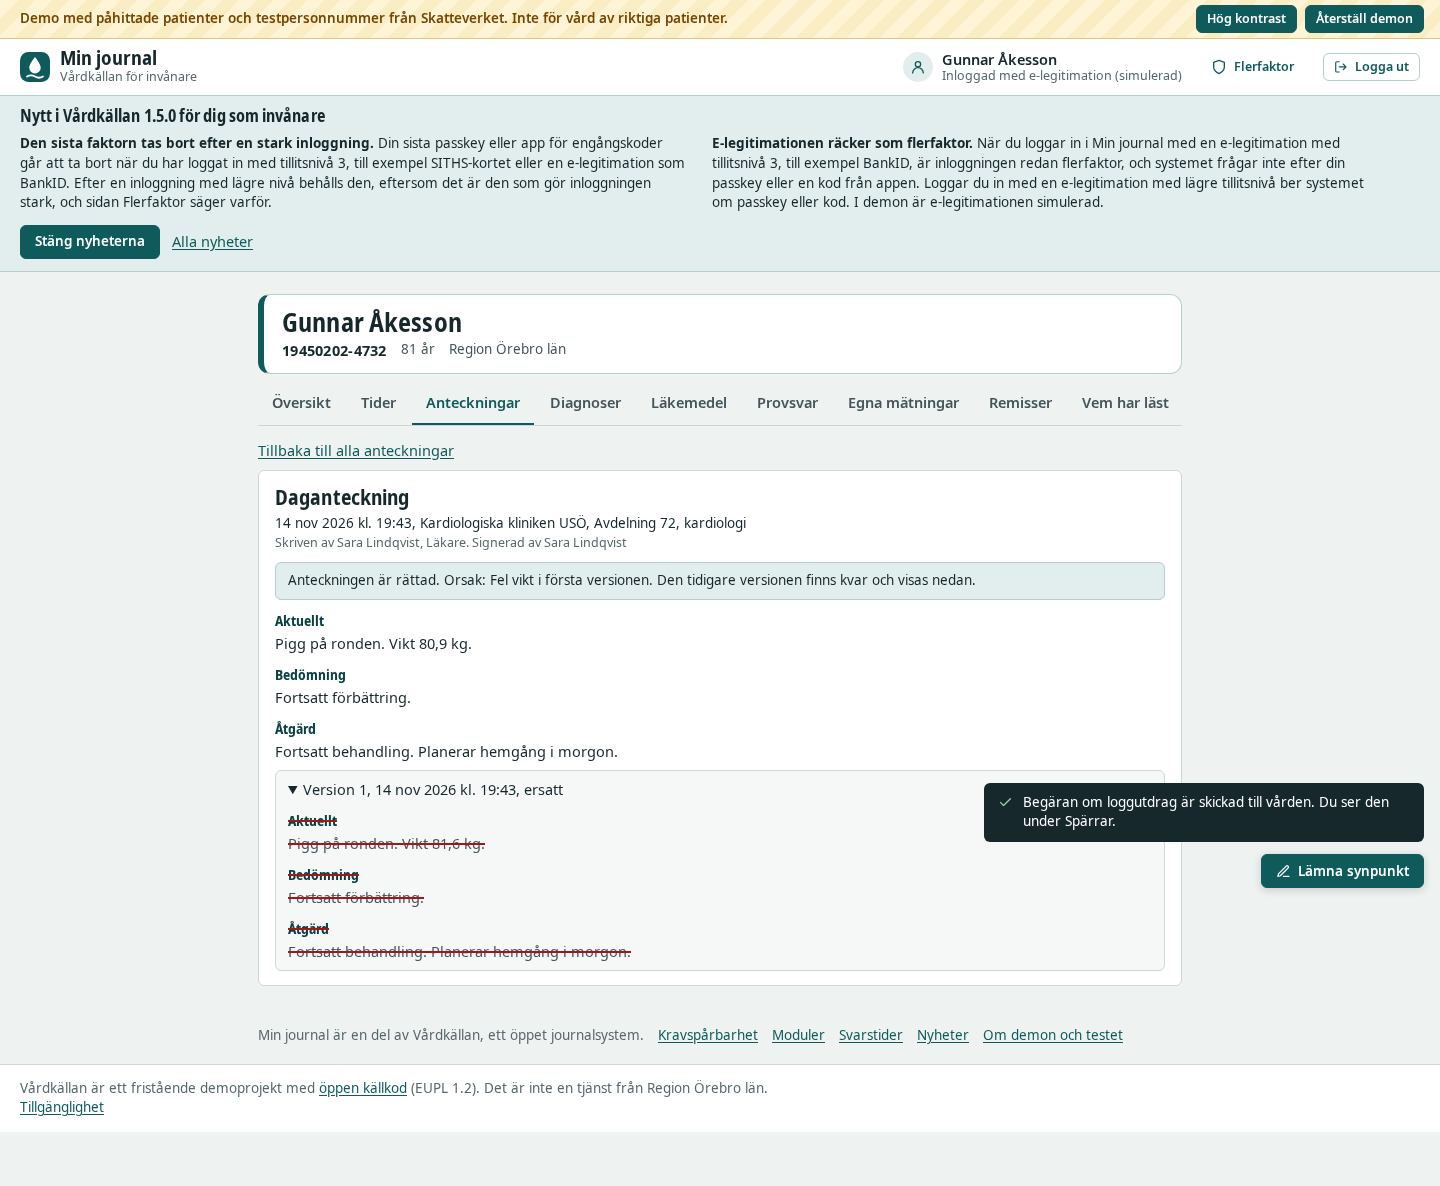 Demo med påhittade patienter och testpersonnummer från Skatteverket. Inte för vård av riktiga patienter.
Hög kontrast
Återställ demon
Min journal
Vårdkällan för invånare
Gunnar Åkesson
Inloggad med e-legitimation (simulerad)
Flerfaktor
Logga ut
Nytt i Vårdkällan 1.5.0 för dig som invånare
Den sista faktorn tas bort efter en stark inloggning. Din sista passkey eller app för engångskoder
går att ta bort när du har loggat in med tillitsnivå 3, till exempel SITHS-kortet eller en e-legitimation som
BankID. Efter en inloggning med lägre nivå behålls den, eftersom det är den som gör inloggningen
stark, och sidan Flerfaktor säger varför.
E-legitimationen räcker som flerfaktor. När du loggar in i Min journal med en e-legitimation med
tillitsnivå 3, till exempel BankID, är inloggningen redan flerfaktor, och systemet frågar inte efter din
passkey eller en kod från appen. Loggar du in med en e-legitimation med lägre tillitsnivå ber systemet
om passkey eller kod. I demon är e-legitimationen simulerad.
Stäng nyheterna
Alla nyheter
Gunnar Åkesson
19450202-4732 81 år Region Örebro län
Översikt Tider Anteckningar Diagnoser Läkemedel Provsvar Egna mätningar Remisser Vem har läst
Tillbaka till alla anteckningar
Daganteckning
14 nov 2026 kl. 19:43, Kardiologiska kliniken USÖ, Avdelning 72, kardiologi
Skriven av Sara Lindqvist, Läkare. Signerad av Sara Lindqvist
Anteckningen är rättad. Orsak: Fel vikt i första versionen. Den tidigare versionen finns kvar och visas nedan.
Aktuellt
Pigg på ronden. Vikt 80,9 kg.
Bedömning
Fortsatt förbättring.
Åtgärd
Fortsatt behandling. Planerar hemgång i morgon.
Version 1, 14 nov 2026 kl. 19:43, ersatt
Aktuellt
Pigg på ronden. Vikt 81,6 kg.
Bedömning
Fortsatt förbättring.
Åtgärd
Fortsatt behandling. Planerar hemgång i morgon.
Begäran om loggutdrag är skickad till vården. Du ser den
under Spärrar.
Lämna synpunkt
Min journal är en del av Vårdkällan, ett öppet journalsystem. Kravspårbarhet Moduler Svarstider Nyheter Om demon och testet
Vårdkällan är ett fristående demoprojekt med öppen källkod (EUPL 1.2). Det är inte en tjänst från Region Örebro län.
Tillgänglighet